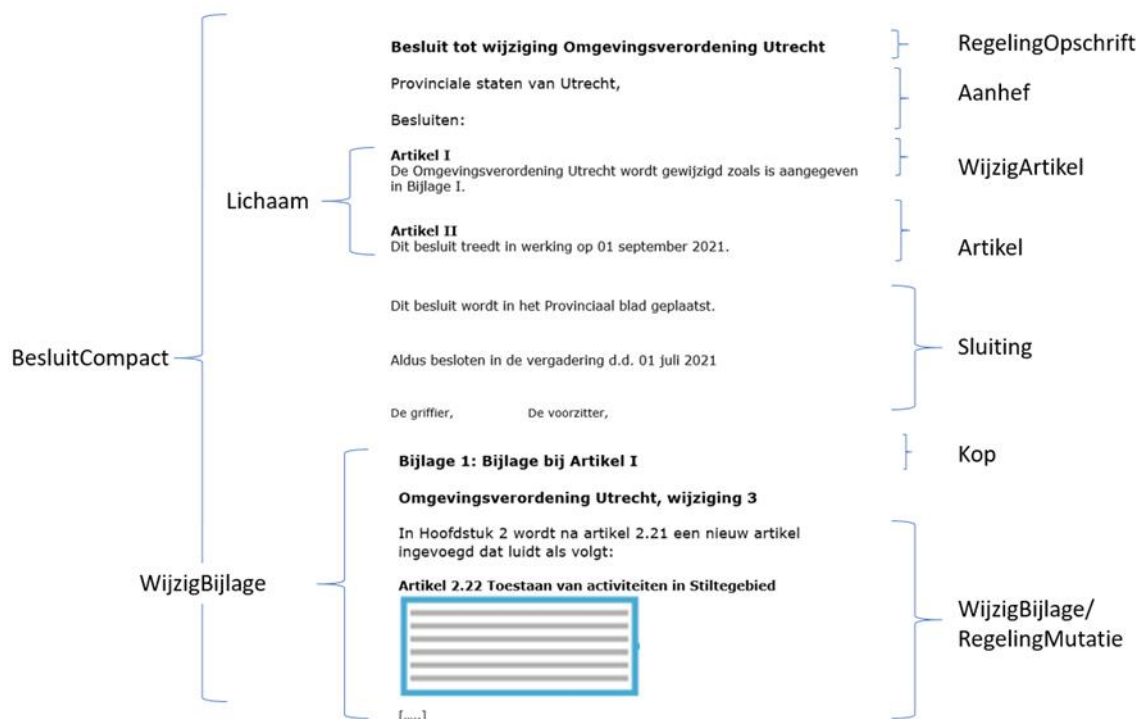 Besluit tot wijziging Omgevingsverordening Utrecht
RegelingOpschrift
Provinciale staten van Utrecht,
Aanhef
Besluiten:
Artikel I
De Omgevingsverordening Utrecht wordt gewijzigd zoals is aangegeven
in Bijlage I.
WijzigArtikel
Lichaam
Artikel II
Dit besluit treedt in werking op 01 september 2021.
Artikel
Dit besluit wordt in het Provinciaal blad geplaatst.
BesluitCompact
Aldus besloten in de vergadering d.d. 01 juli 2021
Sluiting
De griffier, De voorzitter,
Bijlage 1: Bijlage bij Artikel I
Kop
Omgevingsverordening Utrecht, wijziging 3
In Hoofdstuk 2 wordt na artikel 2.21 een nieuw artikel
ingevoegd dat luidt als volgt:
WijzigBijlage
Artikel 2.22 Toestaan van activiteiten in Stiltegebied
WijzigBijlage/
RegelingMutatie
[.....]